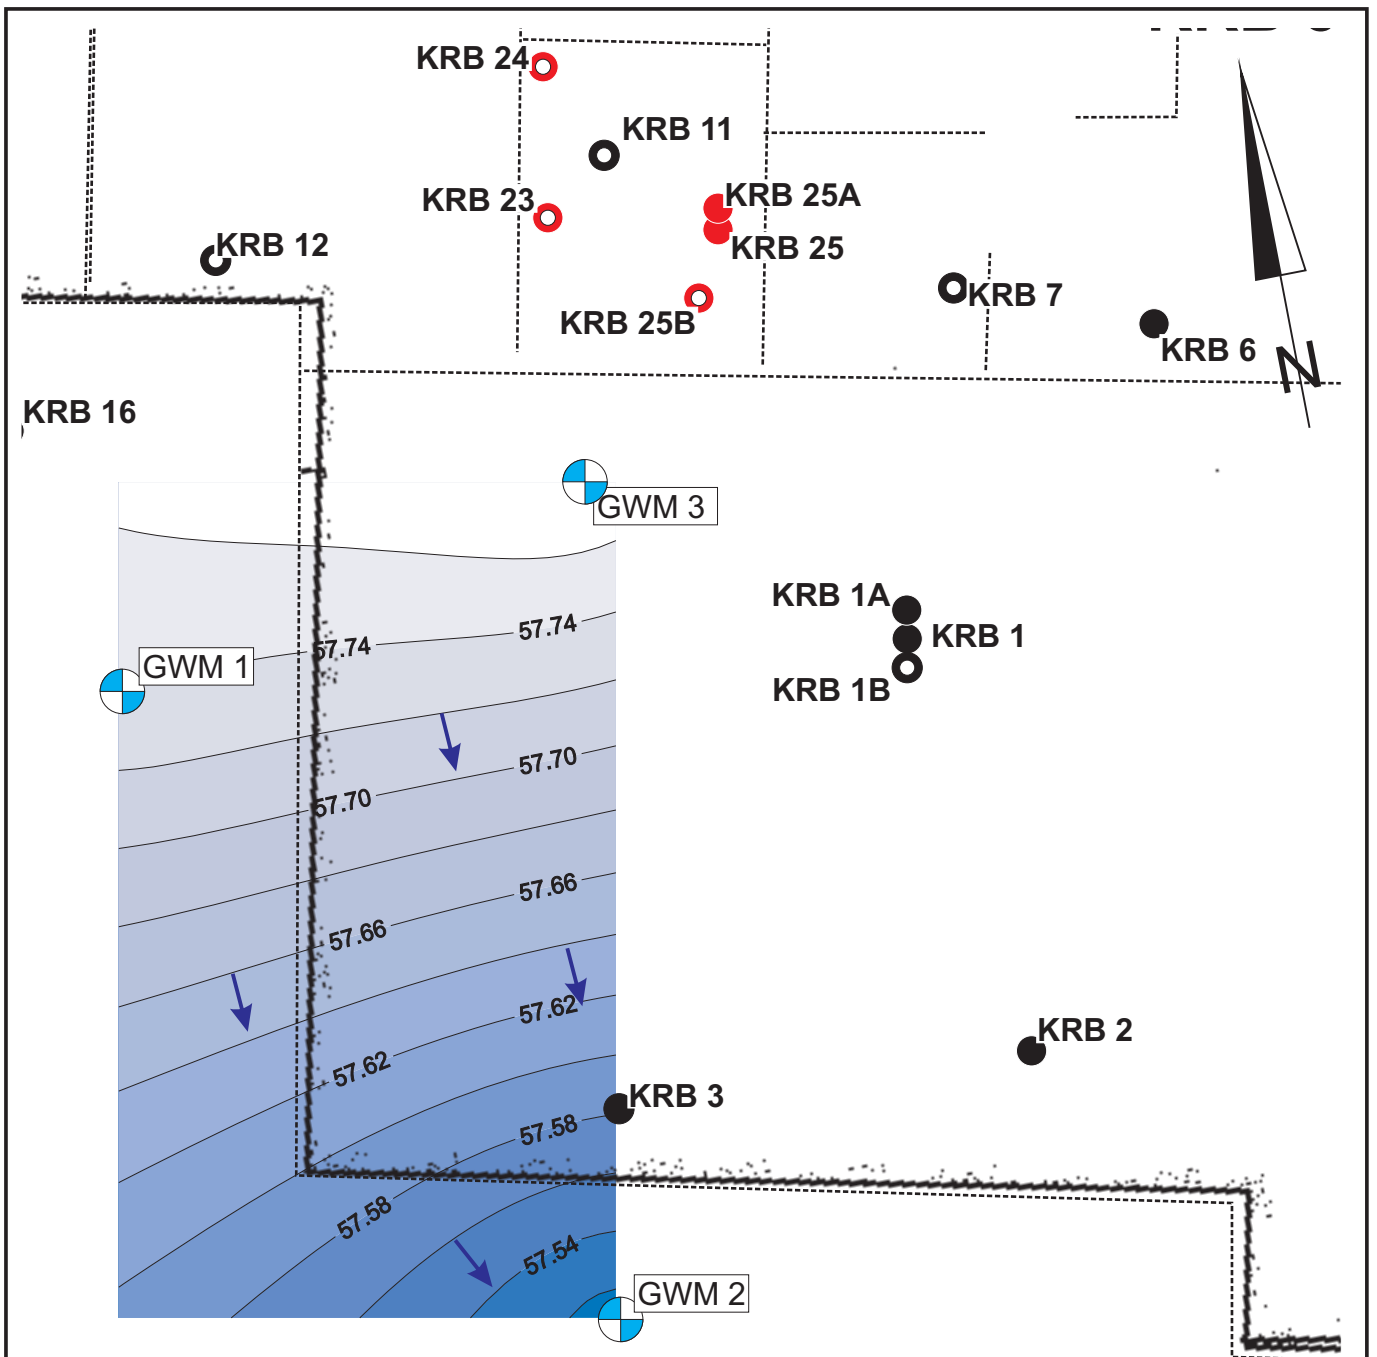 KRB 24
KRB 11
KRB 23
KRB 25A
KRB 12
KRB 25
KRB 7
KRB 25B
KRB 6
N
KRB 16
GWM 3
KRB 1A
57.74
KRB 1
57.74
GWM 1
KRB 1B
57.70
57.70
57.66
57.66
57.62
KRB 2
57.62
KRB 3
57.58
57.58
57.54
GWM 2